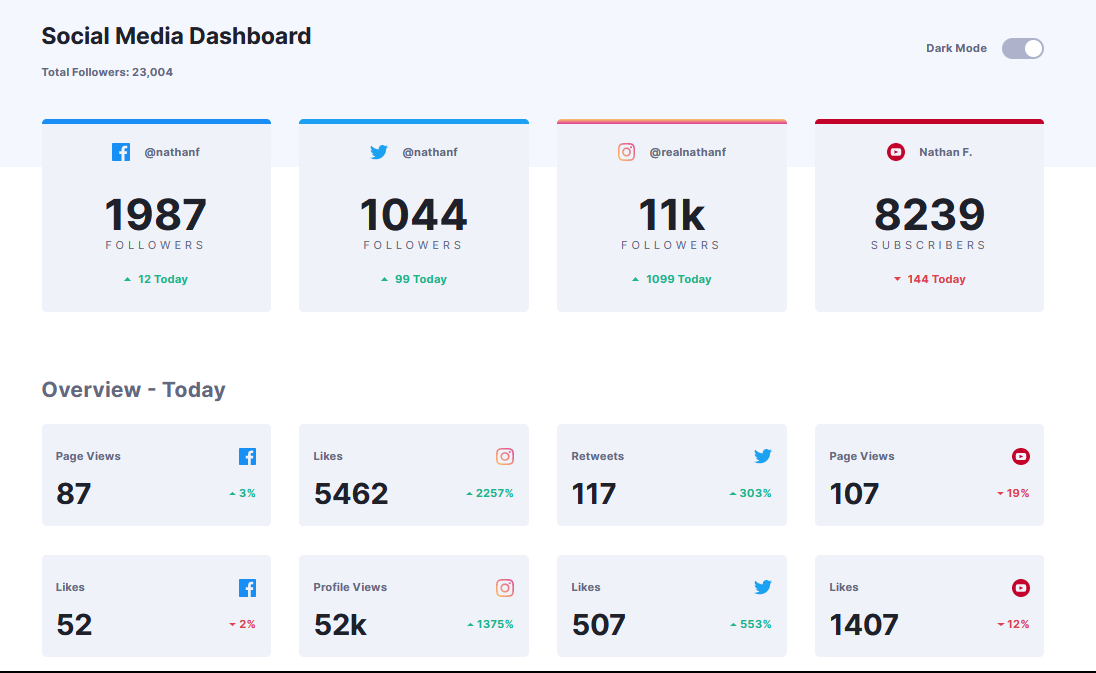 Social Media Dashboard
Total Followers: 23,004
Dark Mode
@nathanf
1987
FOLLOWERS
12 Today
@nathanf
1044
FOLLOWERS
99 Today
@realnathanf
11k
FOLLOWERS
1099 Today
Nathan F.
8239
SUBSCRIBERS
144 Today
Overview - Today
Page Views
87
3%
Likes
5462
2257%
Retweets
117
303%
Page Views
107
19%
Likes
52
2%
Profile Views
52k
1375%
Likes
507
553%
Likes
1407
12%